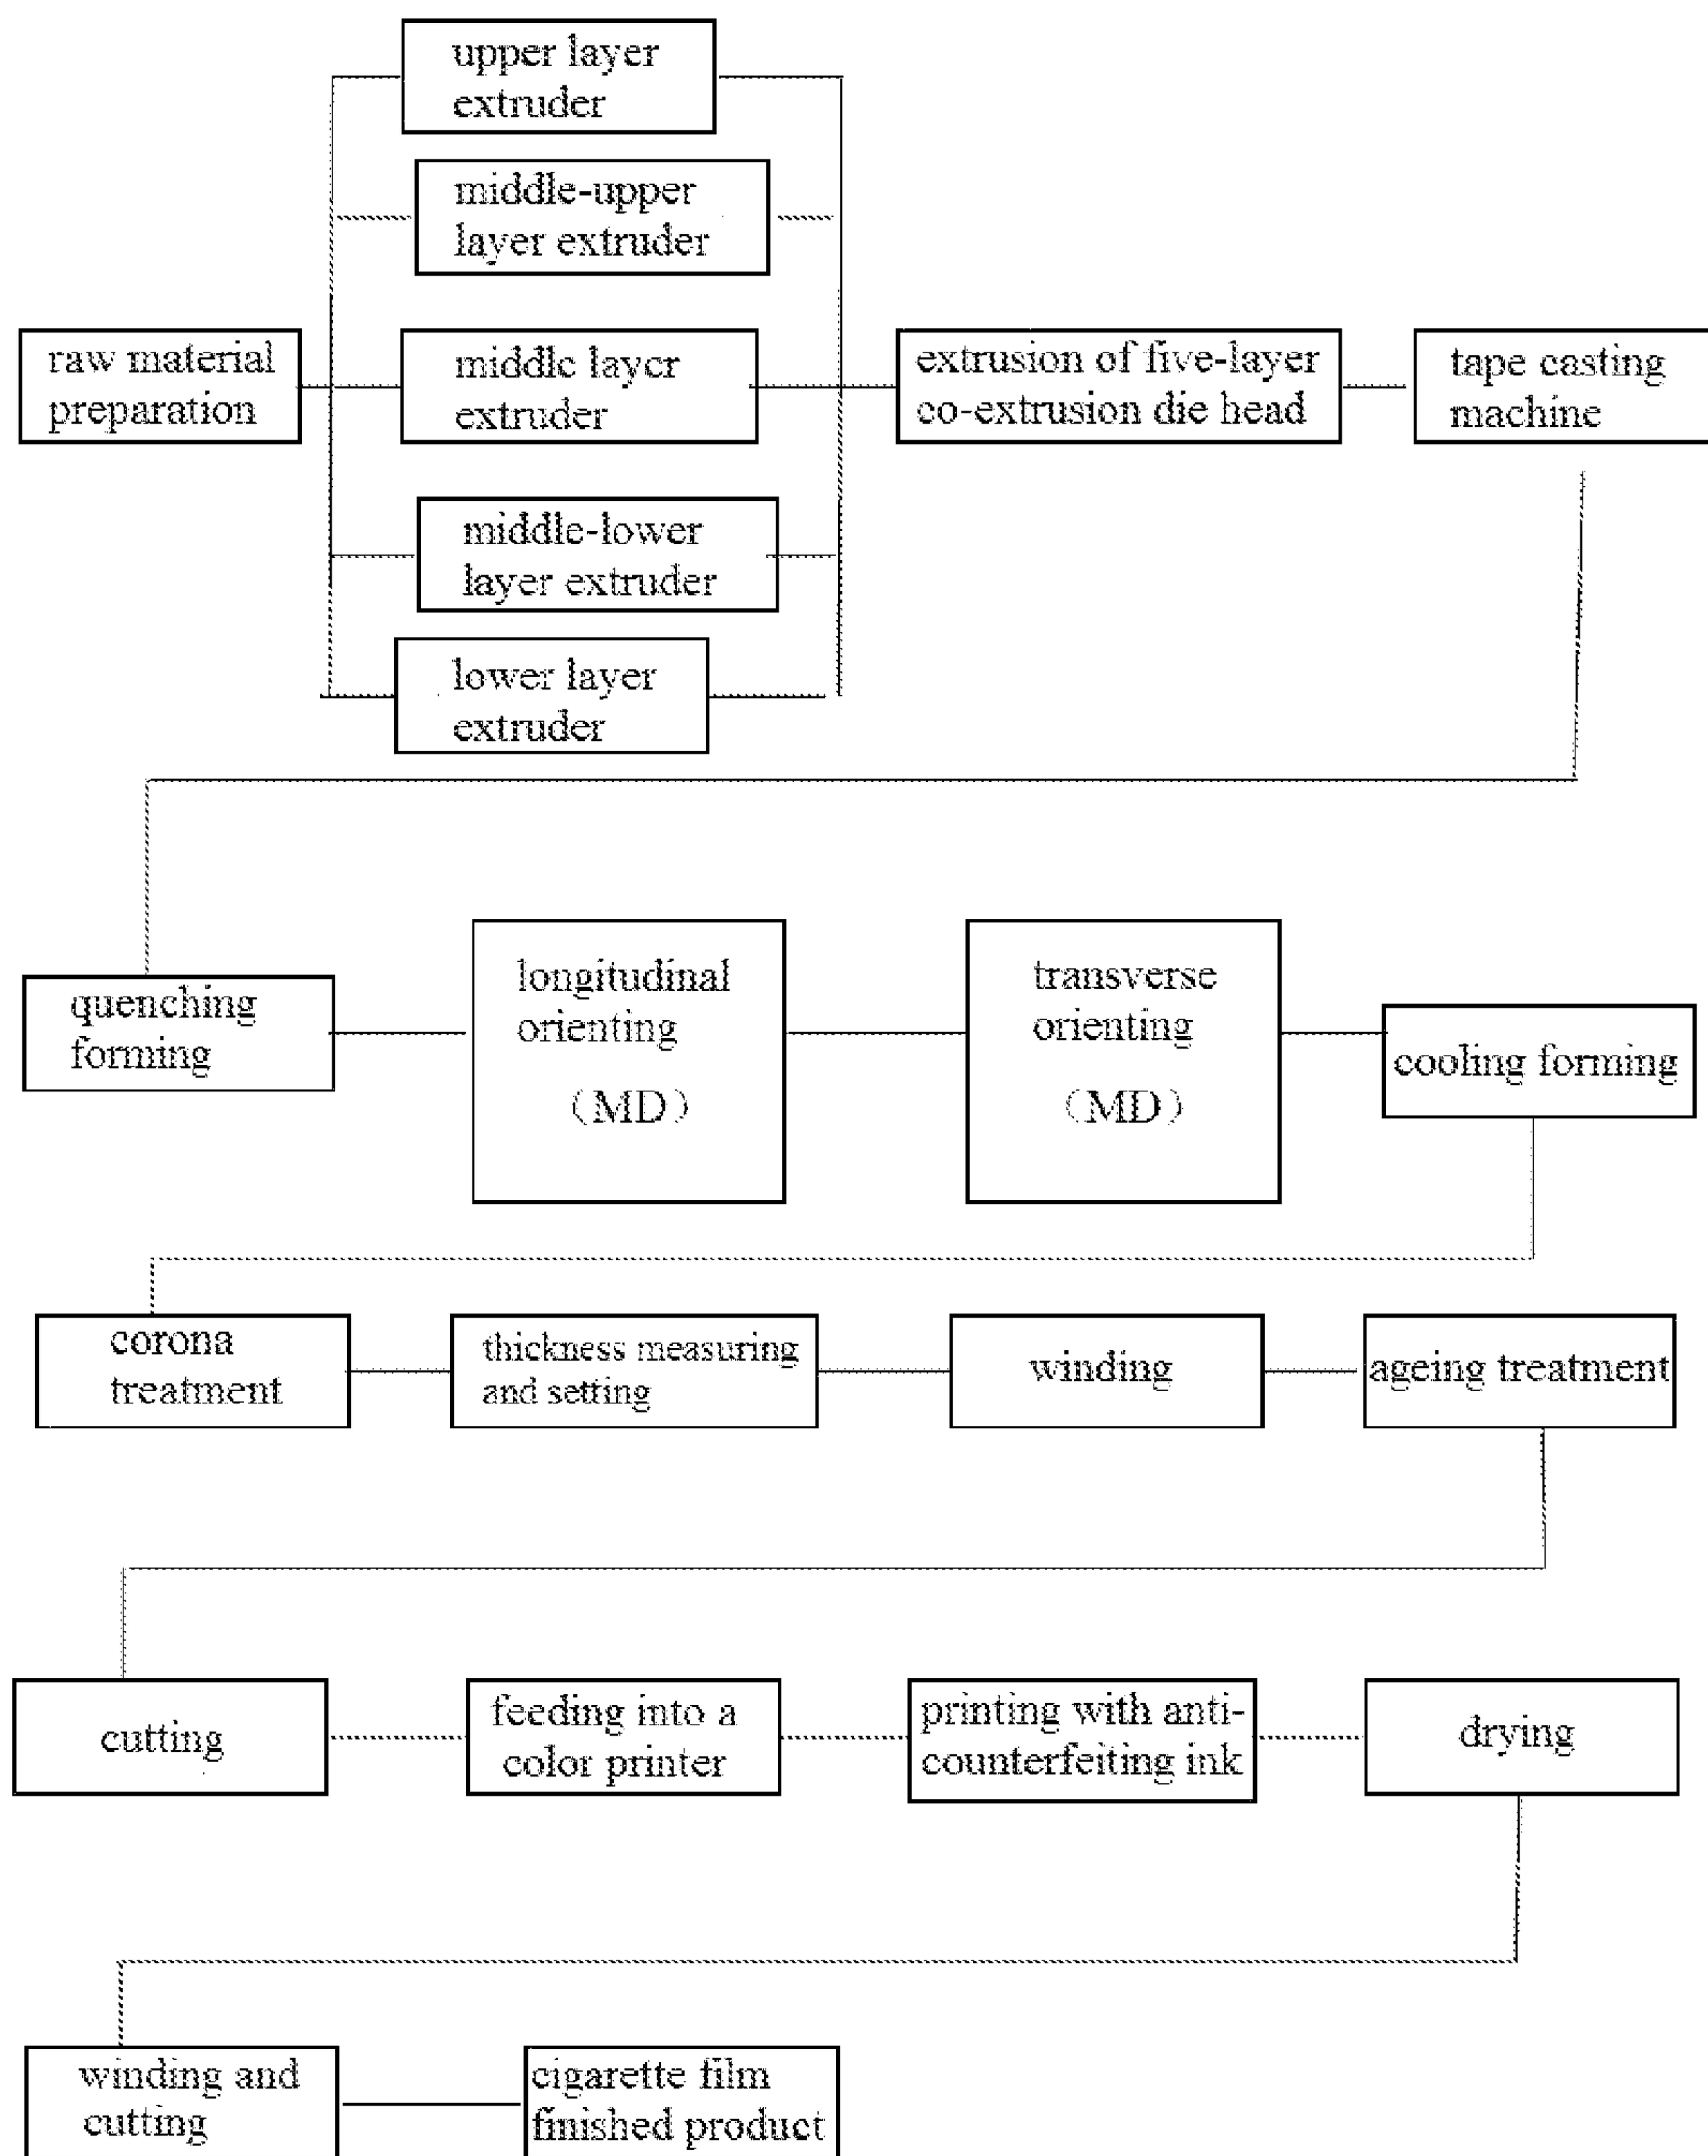 upper layer
extruder
middle-upper
layer extruder
raw material
preparation
middle layer
extruder
extrusion of five-layer
co-extrusion die head
tape casting
machine
middle-lower
layer extruder
lower layer
extruder
quenching
forming
longitudinal
orienting
（MD）
transverse
orienting
（MD）
cooling forming
corona
treatment
thickness measuring
and setting
winding
ageing treatment
cutting
feeding into a
color printer
printing with anti-
counterfeiting ink
drying
winding and
cutting
cigarette film
finished product